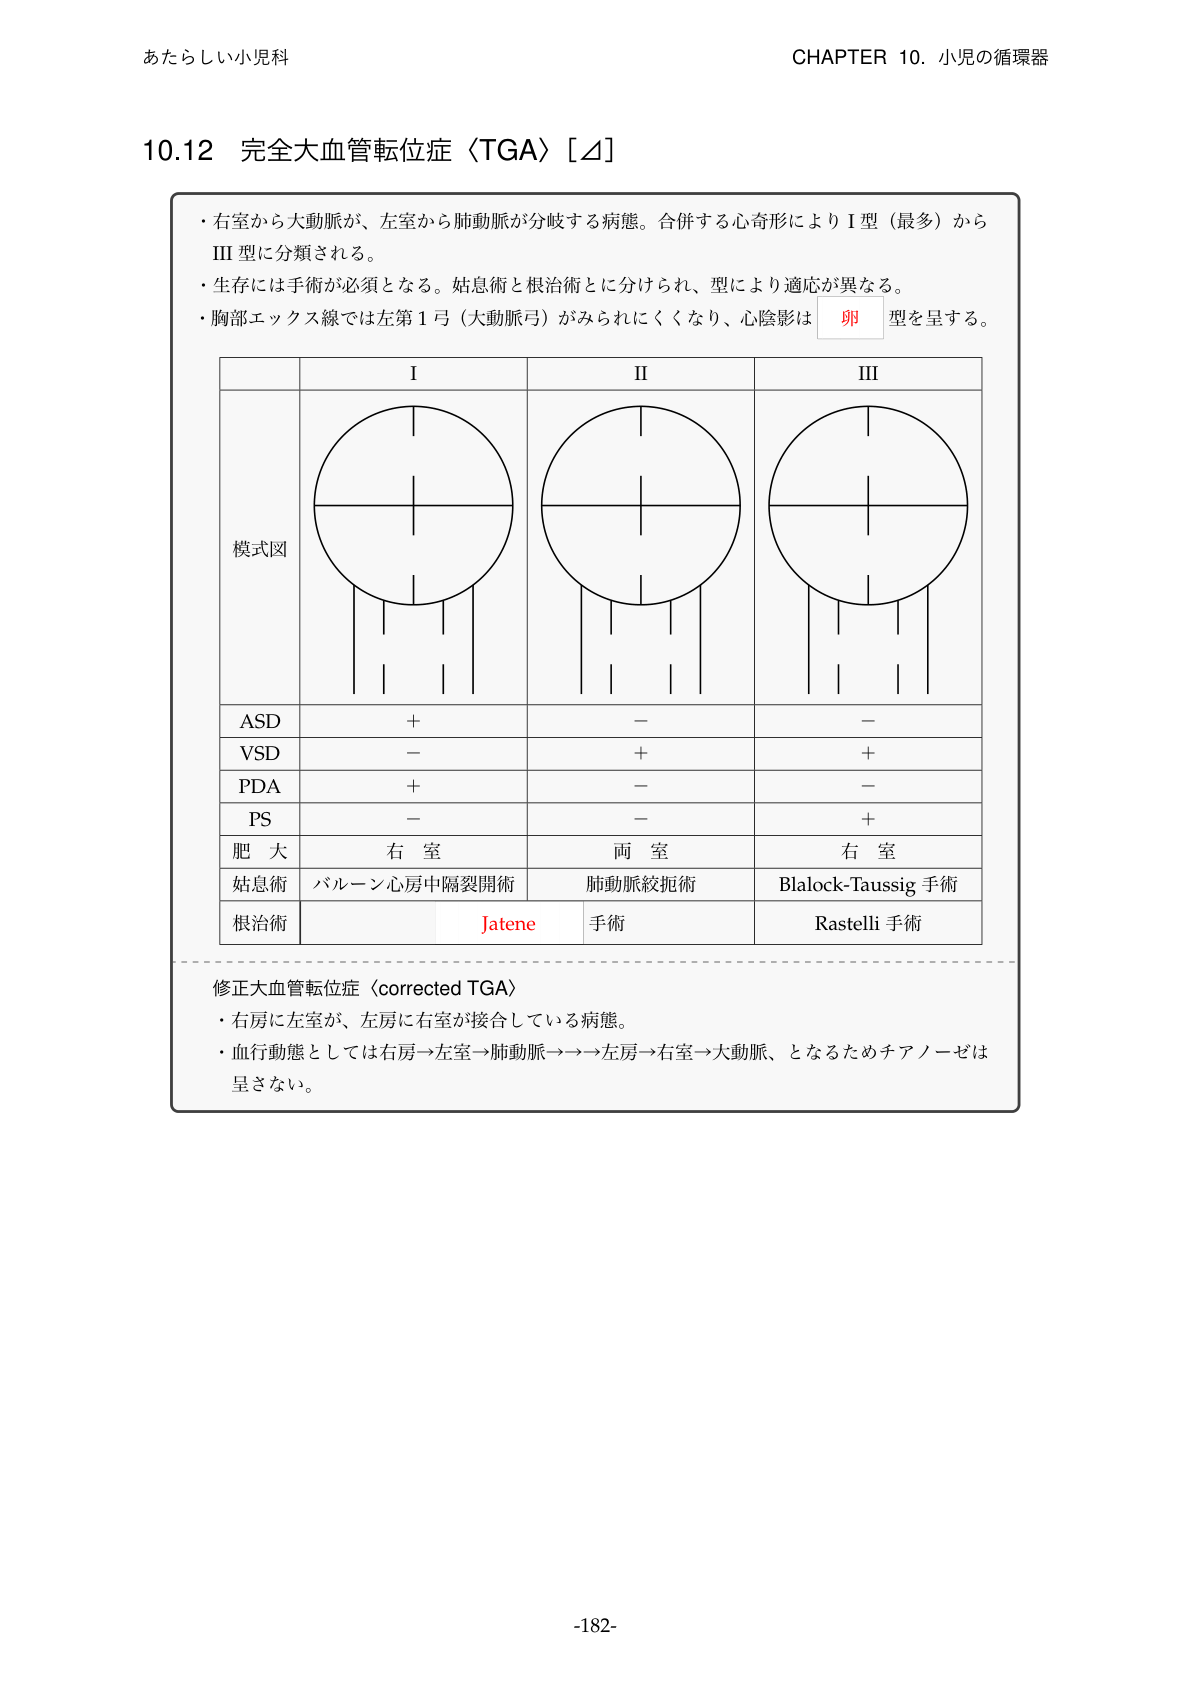 あたらしい小児科 CHAPTER 10. 小児の循環器
10.12 完全大血管転位症〈TGA〉[⊿]
・右室から大動脈が、左室から肺動脈が分岐する病態。合併する心奇形により I 型（最多）から
III 型に分類される。
・生存には手術が必須となる。姑息術と根治術とに分けられ、型により適応が異なる。
・胸部エックス線では左第 1 弓（大動脈弓）がみられにくくなり、心陰影は 卵 型を呈する。
I II III
模式図
ASD + − −
VSD − + +
PDA + − −
PS − − +
肥 大 右 室 両 室 右 室
姑息術 バルーン心房中隔裂開術 肺動脈絞扼術 Blalock-Taussig 手術
根治術 Jatene 手術 Rastelli 手術
修正大血管転位症〈corrected TGA〉
・右房に左室が、左房に右室が接合している病態。
・血行動態としては右房→左室→肺動脈→→→左房→右室→大動脈、となるためチアノーゼは
呈さない。
-182-